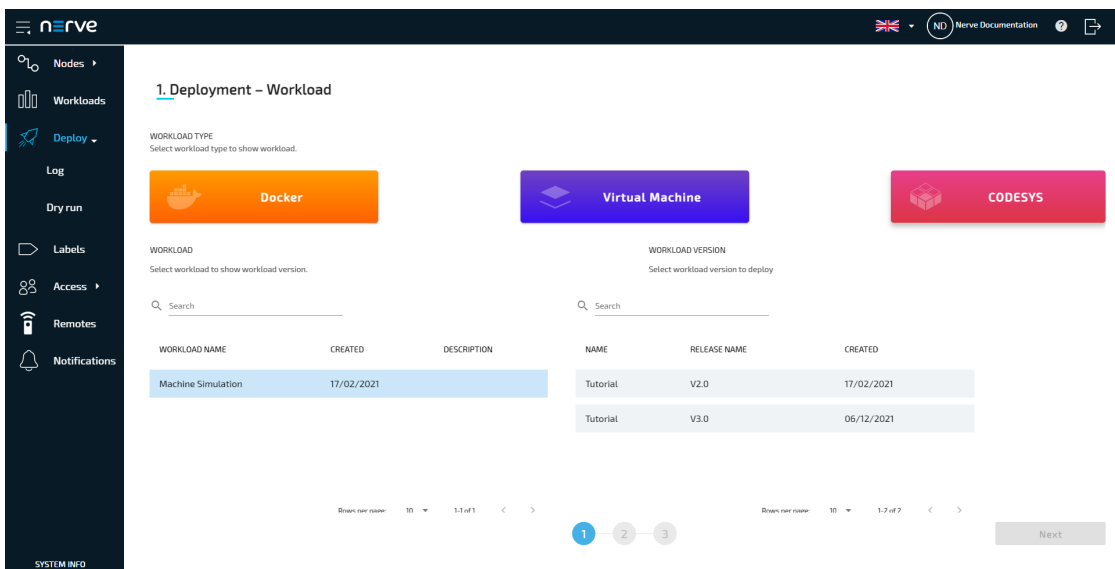 nerve
ND Nerve Documentation ?
Nodes
Workloads
Deploy
Log
Dry run
Labels
Access
Remotes
Notifications
SYSTEM INFO
1. Deployment – Workload
WORKLOAD TYPE
Select workload type to show workload.
Docker
Virtual Machine
CODESYS
WORKLOAD
Select workload to show workload version.
Search
WORKLOAD NAME CREATED DESCRIPTION
Machine Simulation 17/02/2021
Rows per page: 10 1-1 of 1
WORKLOAD VERSION
Select workload version to deploy
Search
NAME RELEASE NAME CREATED
Tutorial V2.0 17/02/2021
Tutorial V3.0 06/12/2021
Rows per page: 10 1-2 of 2
1 2 3
Next